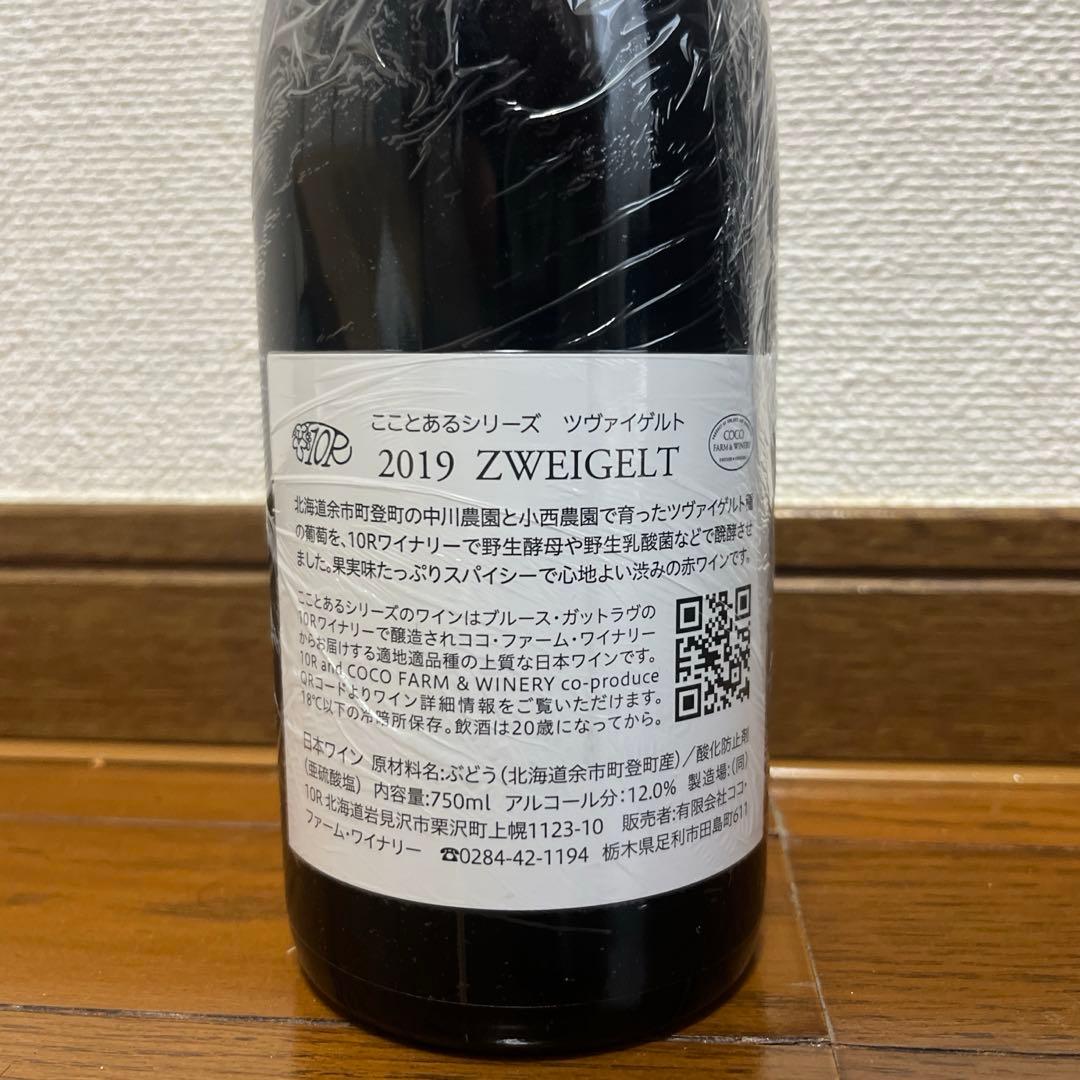 こことあるシリーズ　ツヴァイゲルト
10R
2019 ZWEIGELT
COCO
FARM & WINERY
北海道余市町登町の中川農園と小西農園で育ったツヴァイゲルト種
の葡萄を、10Rワイナリーで野生酵母や野生乳酸菌などで醗酵させ
ました。果実味たっぷりスパイシーで心地よい渋みの赤ワインです。
こことあるシリーズのワインはブルース・ガットラヴの
10Rワイナリーで醸造されココ・ファーム・ワイナリー
からお届けする適地適品種の上質な日本ワインです。
10R and COCO FARM & WINERY co-produce
QRコードよりワイン詳細情報をご覧いただけます。
18℃以下の冷暗所保存。飲酒は20歳になってから。
日本ワイン 原材料名:ぶどう（北海道余市町登町産）/酸化防止剤
(亜硫酸塩) 内容量:750ml アルコール分:12.0% 製造場:(同)
10R 北海道岩見沢市栗沢町上幌1123-10 販売者:有限会社ココ・
ファーム・ワイナリー ☎0284-42-1194 栃木県足利市田島町611